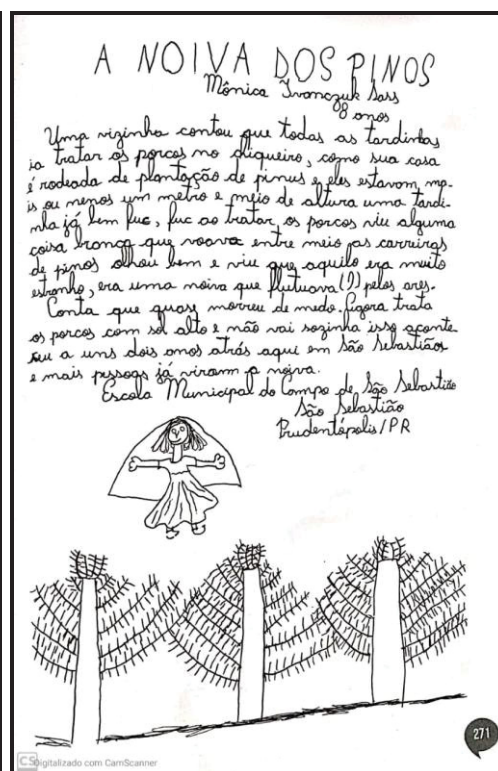 A NOIVA DOS PINOS
Mônica Ivanczuk Sass
8 anos
Uma vizinha contou que todas as tardinhas
ia tratar os porcos no chiqueiro, como sua casa
é rodeada de plantação de pinus e eles estavam ma-
is ou menos um metro e meio de altura uma tardi-
nha já bem fuc, fuc ao tratar os porcos viu alguma
coisa branca que voava entre meio as carreiras
de pinos olhou bem e viu que aquilo era muito
estranho, era uma noiva que flutuava (!) pelos ares.
Conta que quasy morreu de medo. Agora trata
os porcos com sol alto e não vai sozinha isso aconte-
ceu a uns dois anos atrás aqui em São Sebastião
e mais pessoas já viram a noiva.
Escola Municipal do Campo de São Sebastião
São Sebastião
Prudentópolis/PR
271
CS Digitalizado com CamScanner